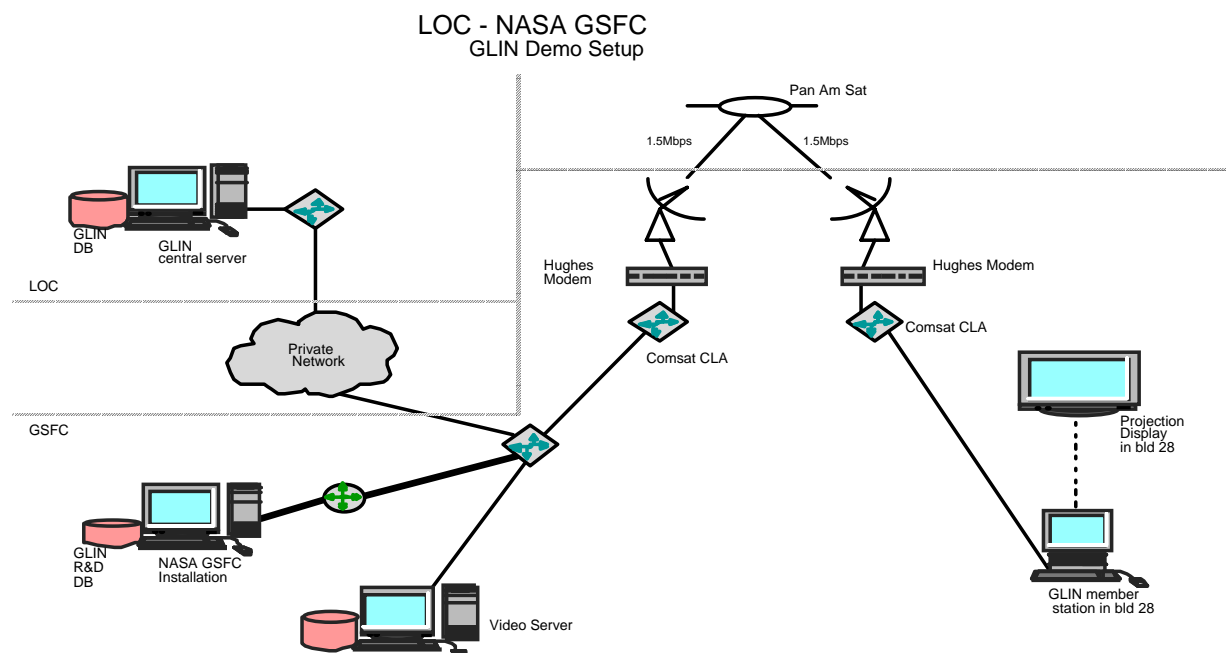 LOC - NASA GSFC
GLIN Demo Setup
Pan Am Sat
1.5Mbps
1.5Mbps
GLIN
DB
GLIN
central server
LOC
Hughes
Modem
Hughes Modem
Private
Network
Comsat CLA
Comsat CLA
GSFC
Projection
Display
in bld 28
GLIN
R&D
DB
NASA GSFC
Installation
Video Server
GLIN member
station in bld 28